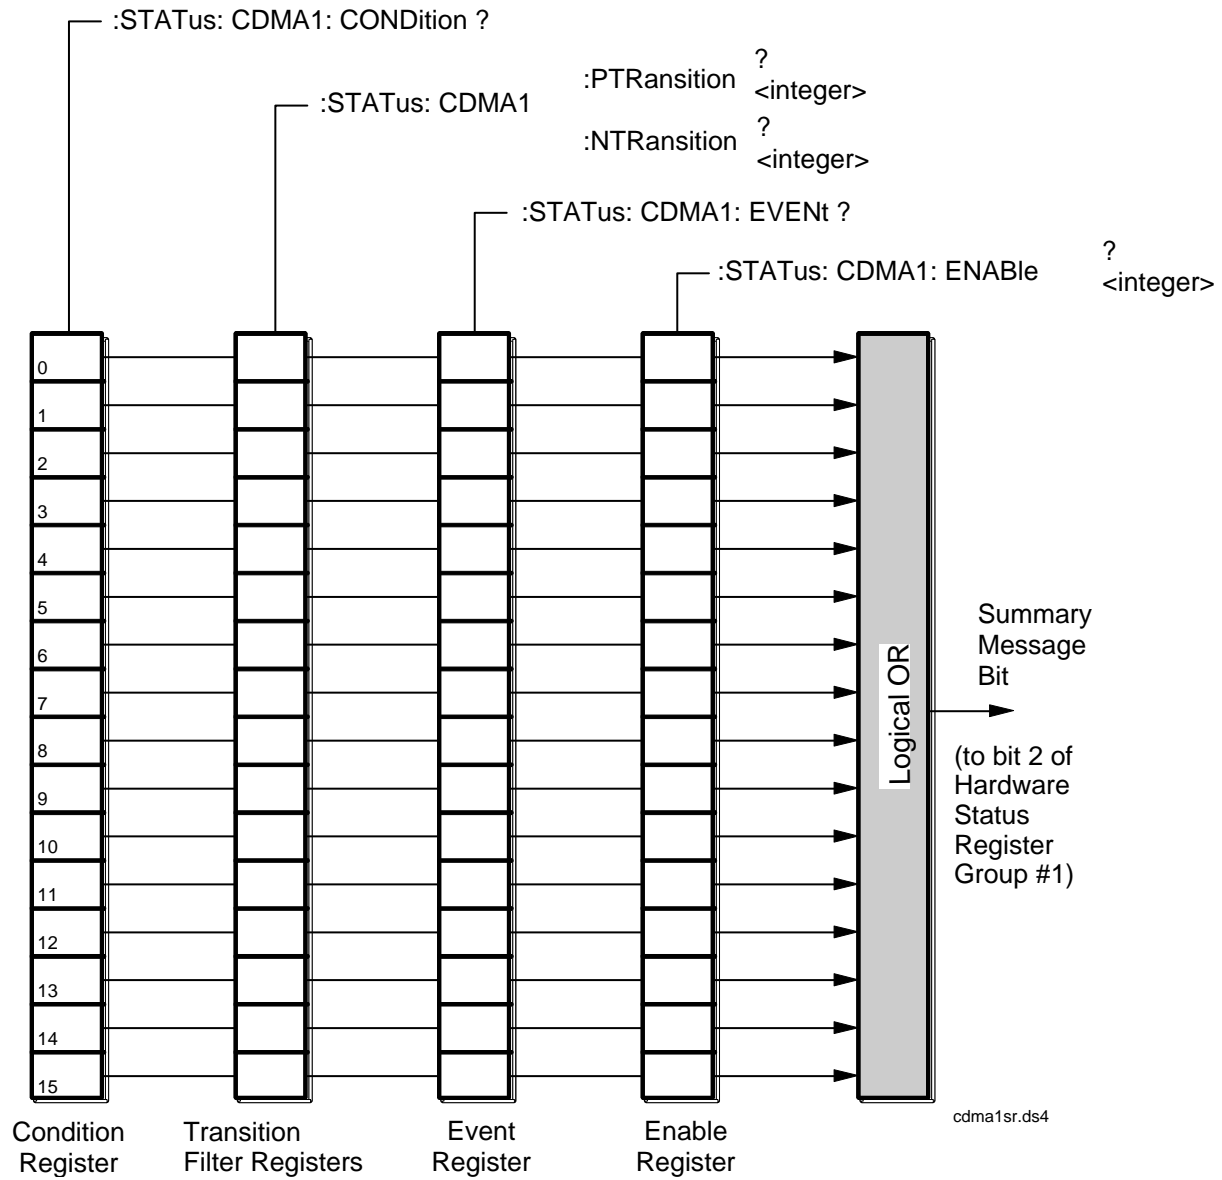 :STATus: CDMA1: CONDition ?
:STATus: CDMA1
:PTRansition
?
<integer>
:NTRansition
?
<integer>
:STATus: CDMA1: EVENt ?
:STATus: CDMA1: ENABle
?
<integer>
0
1
2
3
4
5
6
7
8
9
10
11
12
13
14
15
Logical OR
Summary
Message
Bit
(to bit 2 of
Hardware
Status
Register
Group #1)
cdma1sr.ds4
Condition
Register
Transition
Filter Registers
Event
Register
Enable
Register